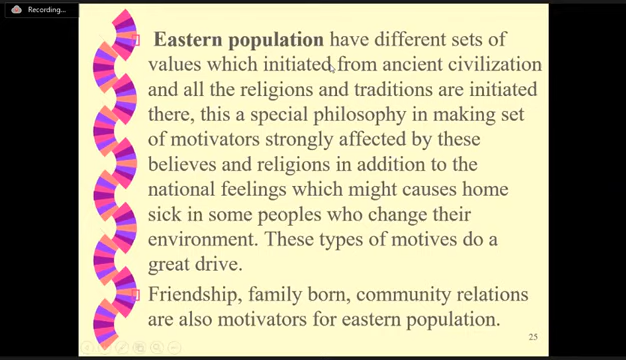 Recording...
Eastern population have different sets of
values which initiated from ancient civilization
and all the religions and traditions are initiated
there, this a special philosophy in making set
of motivators strongly affected by these
believes and religions in addition to the
national feelings which might causes home
sick in some peoples who change their
environment. These types of motives do a
great drive.
Friendship, family born, community relations
are also motivators for eastern population.
25